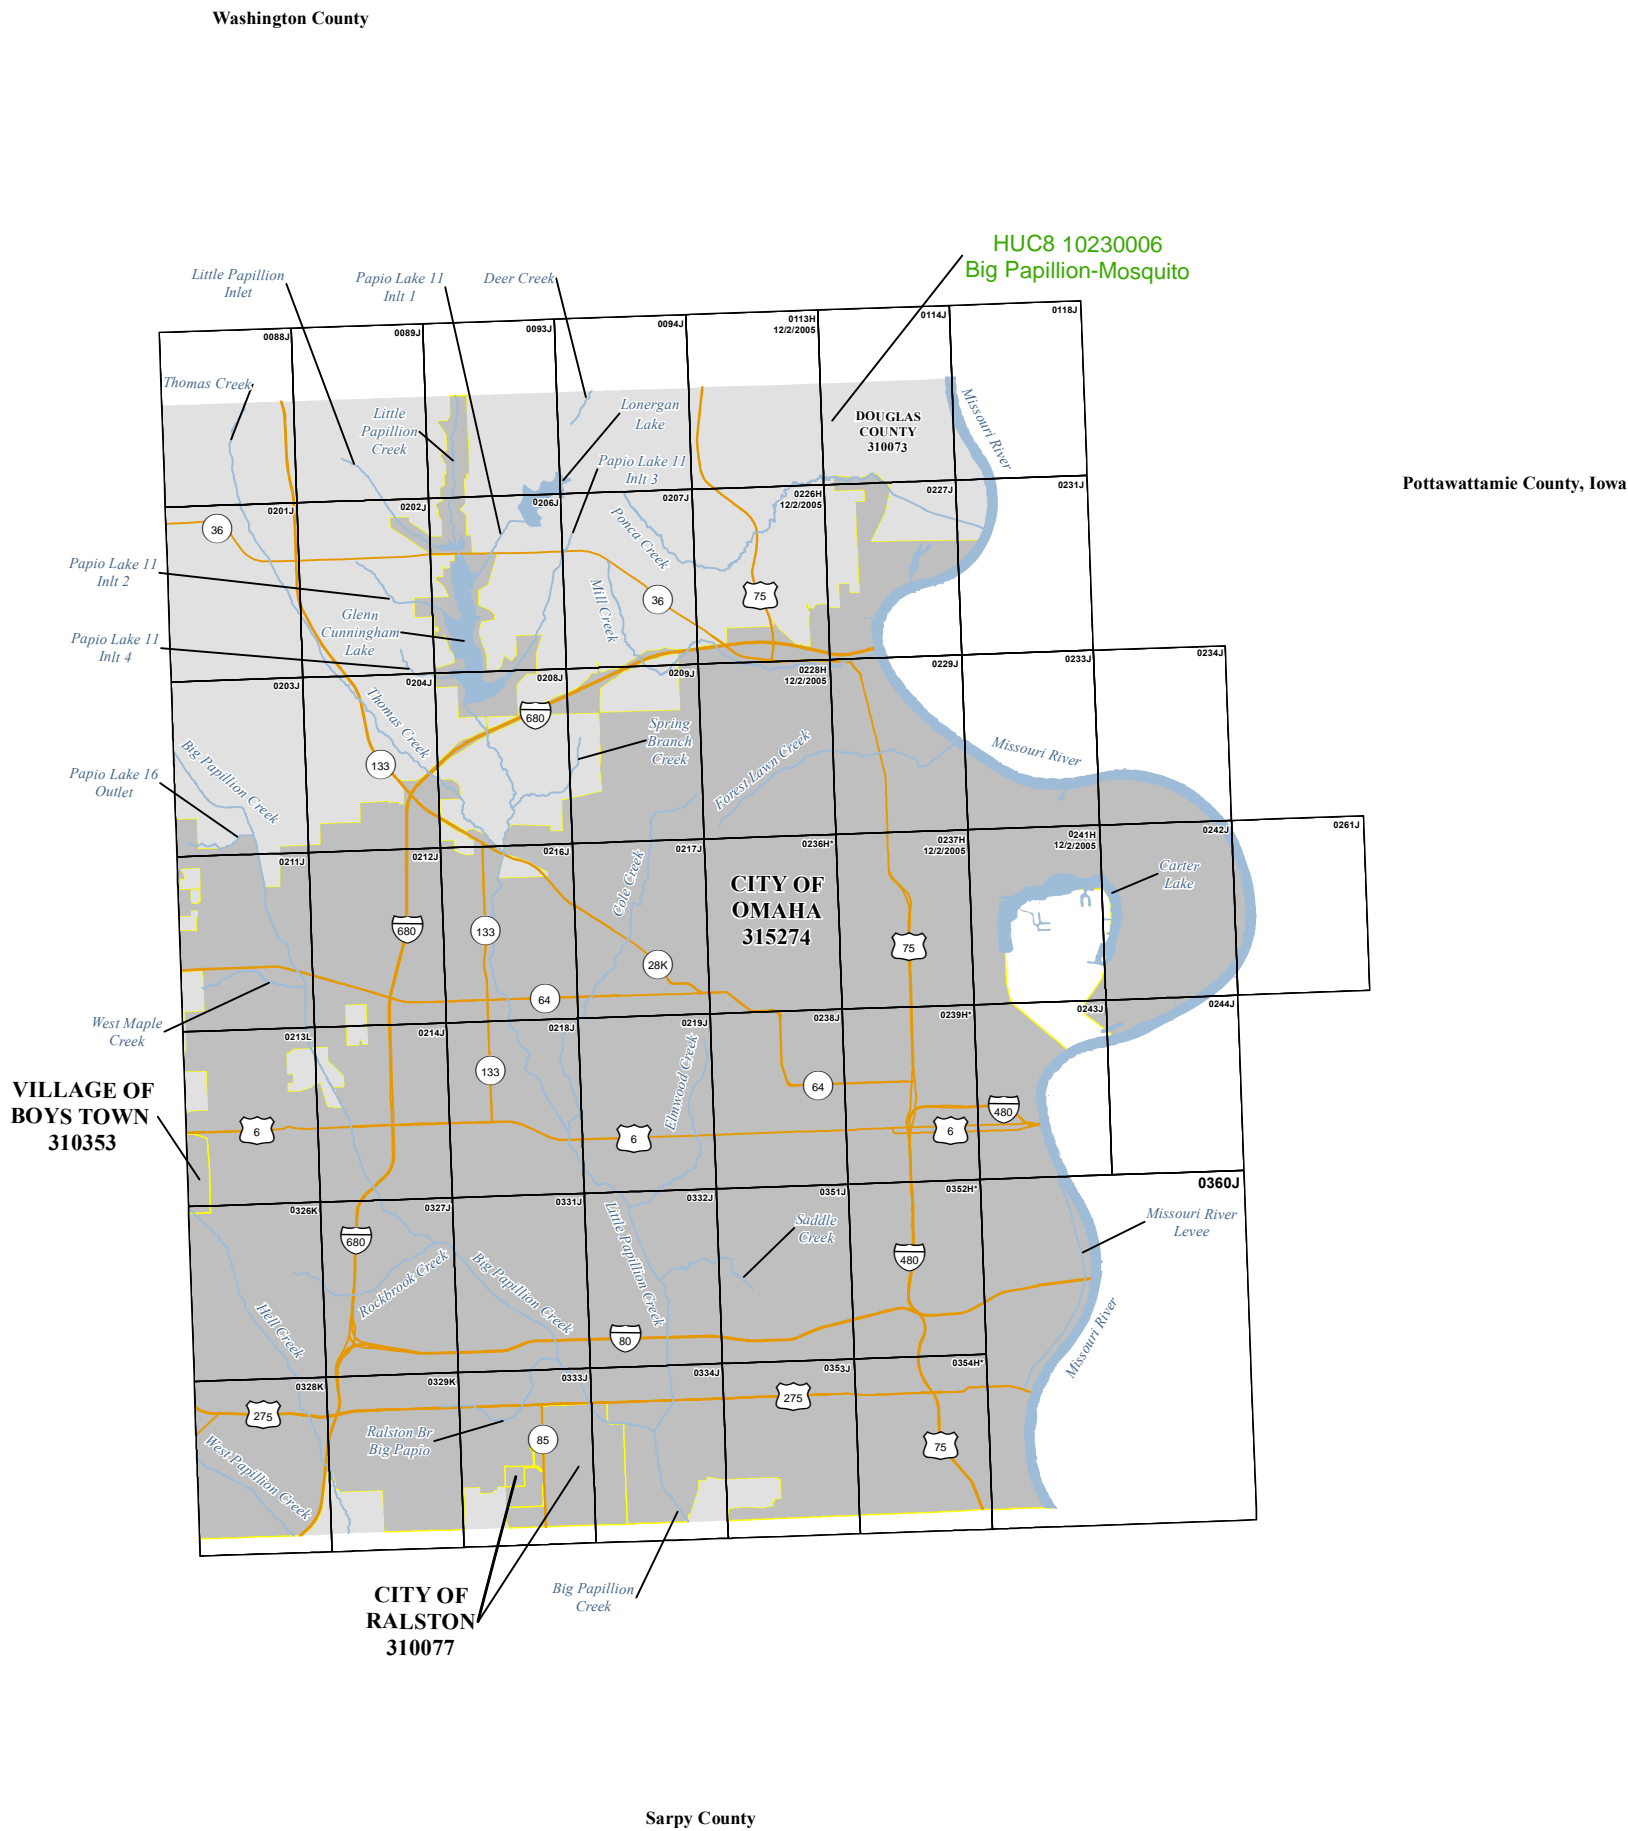 Washington County
HUC8 10230006
Big Papillion-Mosquito
Little Papillion
Inlet
Papio Lake 11
Inlt 1
Deer Creek
0088J
0089J
0093J
0094J
0113H
12/2/2005
0114J
0118J
Thomas Creek
Little
Papillion
Creek
Lonergan
Lake
DOUGLAS
COUNTY
310073
Missouri River
Papio Lake 11
Inlt 3
Pottawattamie County, Iowa
0201J
0202J
0206J
0207J
0226H
12/2/2005
0227J
0231J
36
Ponca Creek
Papio Lake 11
Inlt 2
Mill Creek
36
75
Glenn
Cunningham
Lake
Papio Lake 11
Inlt 4
0203J
0204J
0208J
0209J
0228H
12/2/2005
0229J
0233J
0234J
Thomas Creek
680
Spring
Branch
Creek
Big Papillion Creek
133
Forest Lawn Creek
Missouri River
Papio Lake 16
Outlet
0211J
0212J
0216J
0217J
0236H*
0237H
12/2/2005
0241H
12/2/2005
0242J
0261J
Cole Creek
CITY OF
OMAHA
315274
Carter
Lake
680
133
75
28K
64
West Maple
Creek
0213L
0214J
0218J
0219J
0238J
0239H*
0243J
0244J
133
Elmwood Creek
64
VILLAGE OF
BOYS TOWN
310353
6
6
6
480
0326K
0327J
0331J
0332J
0351J
0352H*
0360J
680
Rockbrook Creek
Big Papillion Creek
Little Papillion Creek
Saddle
Creek
480
Missouri River
Levee
Hell Creek
80
Missouri River
0328K
0329K
0333J
0334J
0353J
0354H*
275
275
Ralston Br
Big Papio
85
75
West Papillion Creek
CITY OF
RALSTON
310077
Big Papillion
Creek
Sarpy County